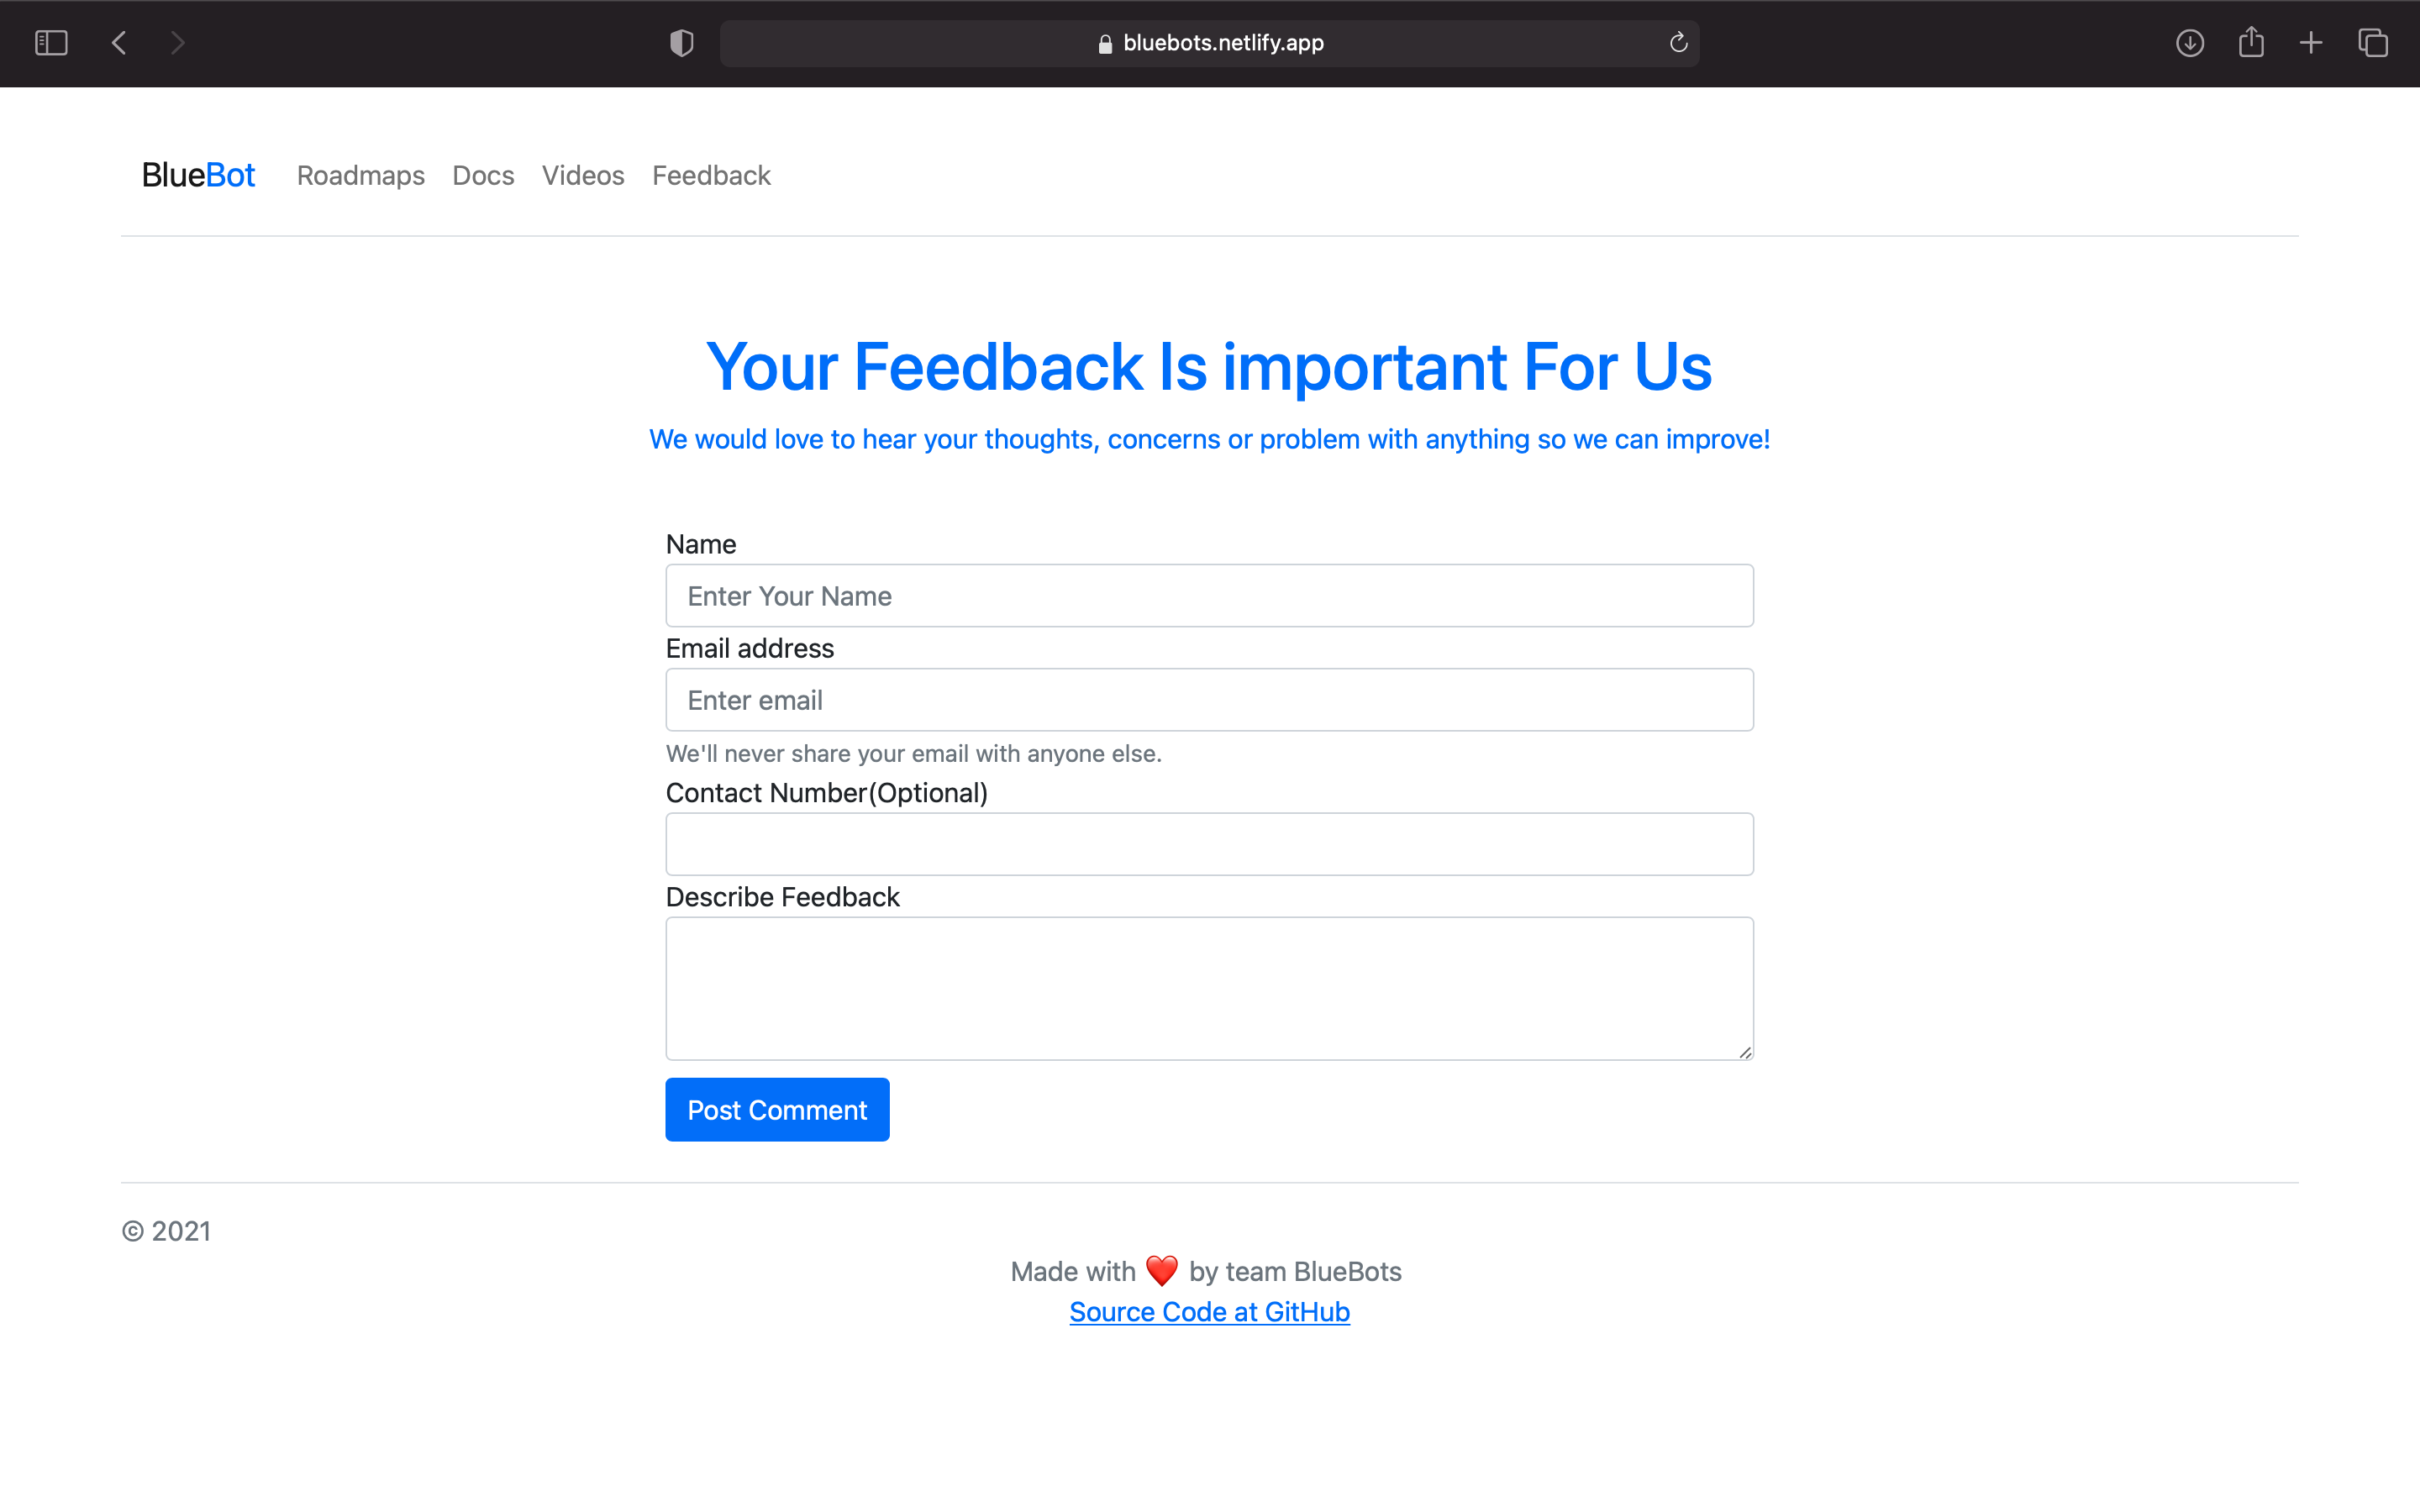 bluebots.netlify.app
BlueBot Roadmaps Docs Videos Feedback
Your Feedback Is important For Us
We would love to hear your thoughts, concerns or problem with anything so we can improve!
Name
Enter Your Name
Email address
Enter email
We'll never share your email with anyone else.
Contact Number(Optional)
Describe Feedback
Post Comment
© 2021
Made with ❤️ by team BlueBots
Source Code at GitHub